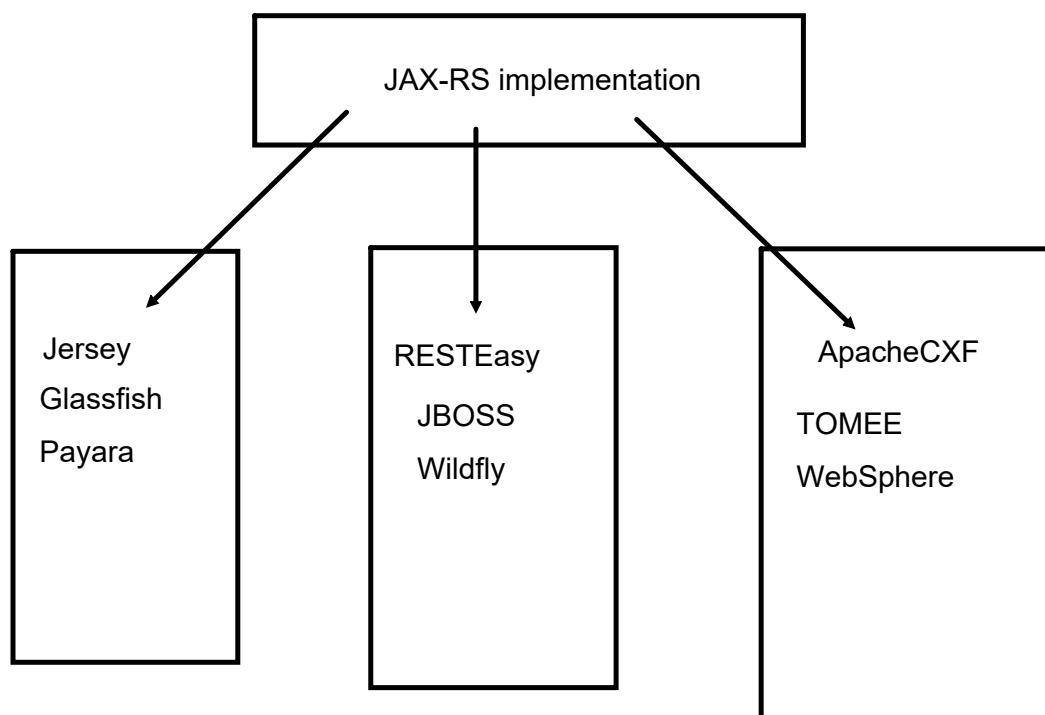 JAX-RS implementation
Jersey
Glassfish
Payara
RESTEasy
JBOSS
Wildfly
ApacheCXF
TOMEE
WebSphere